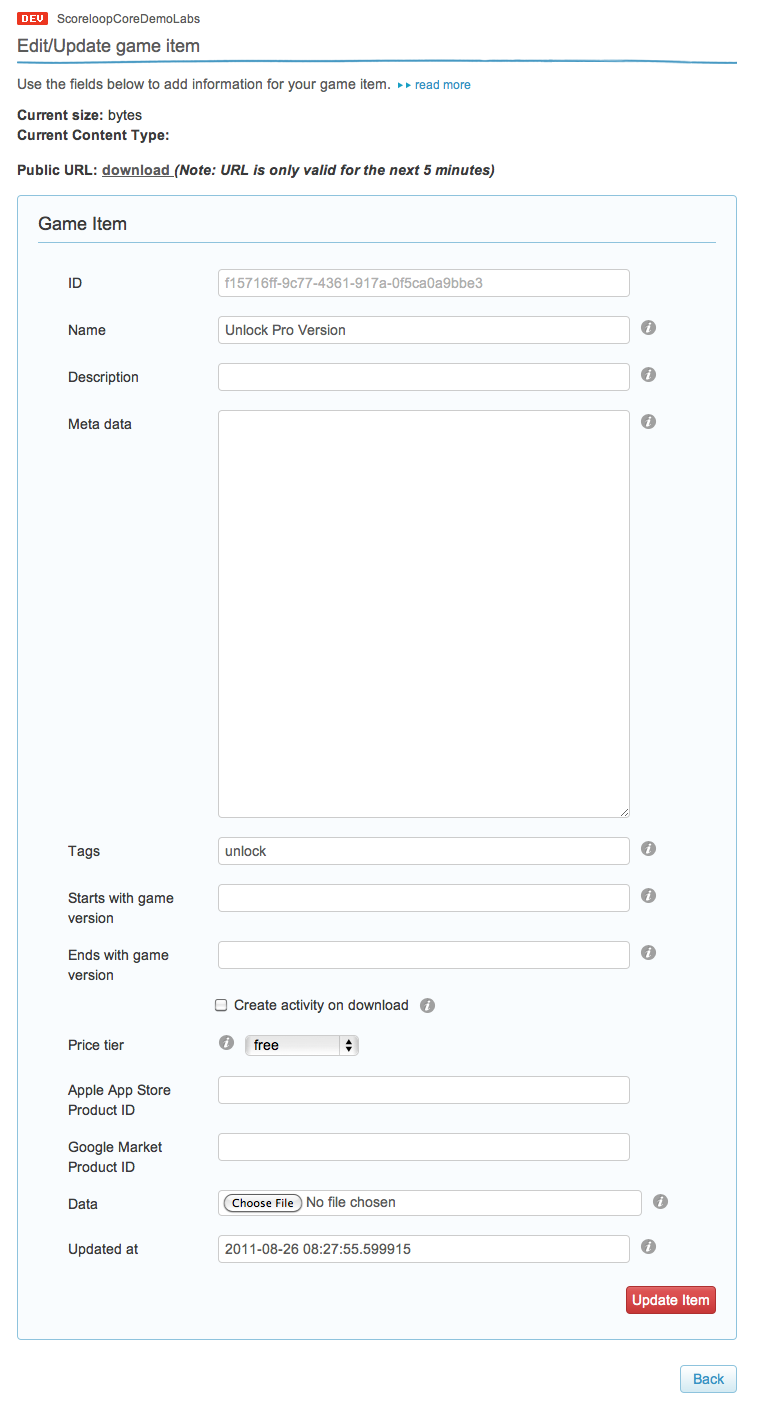 DEV ScoreloopCoreDemoLabs
Edit/Update game item
Use the fields below to add information for your game item. read more
Current size: bytes
Current Content Type:
Public URL: download (Note: URL is only valid for the next 5 minutes)
Game Item
ID f15716ff-9c77-4361-917a-0f5ca0a9bbe3
Name Unlock Pro Version
Description
Meta data
Tags unlock
Starts with game
version
Ends with game
version
Create activity on download
Price tier free
Apple App Store
Product ID
Google Market
Product ID
Data Choose File No file chosen
Updated at 2011-08-26 08:27:55.599915
Update Item
Back